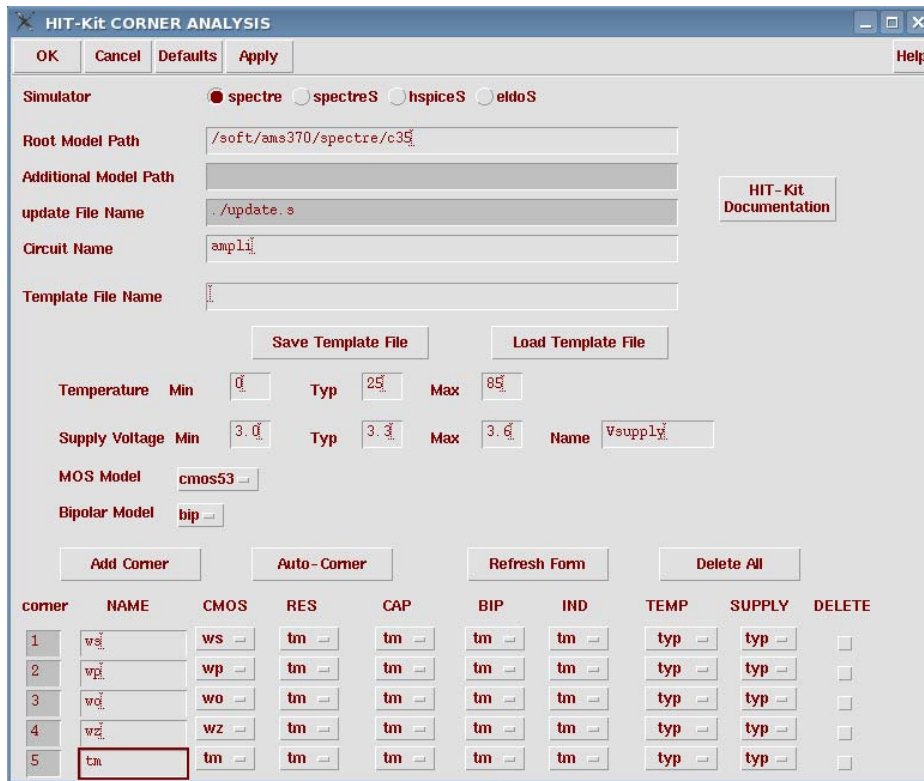 HIT-Kit CORNER ANALYSIS
OK Cancel Defaults Apply Help
Simulator spectre spectreS hspiceS eldoS
Root Model Path /soft/ams370/spectre/c35
Additional Model Path
HIT-Kit
Documentation
update File Name ./update.s
Circuit Name ampli
Template File Name
Save Template File Load Template File
Temperature Min 0 Typ 25 Max 85
Supply Voltage Min 3.0 Typ 3.3 Max 3.6 Name Vsupply
MOS Model cmos53
Bipolar Model bip
Add Corner Auto-Corner Refresh Form Delete All
corner NAME CMOS RES CAP BIP IND TEMP SUPPLY DELETE
1 ws ws tm tm tm tm typ typ
2 wp wp tm tm tm tm typ typ
3 wo wo tm tm tm tm typ typ
4 wz wz tm tm tm tm typ typ
5 tm tm tm tm tm tm typ typ